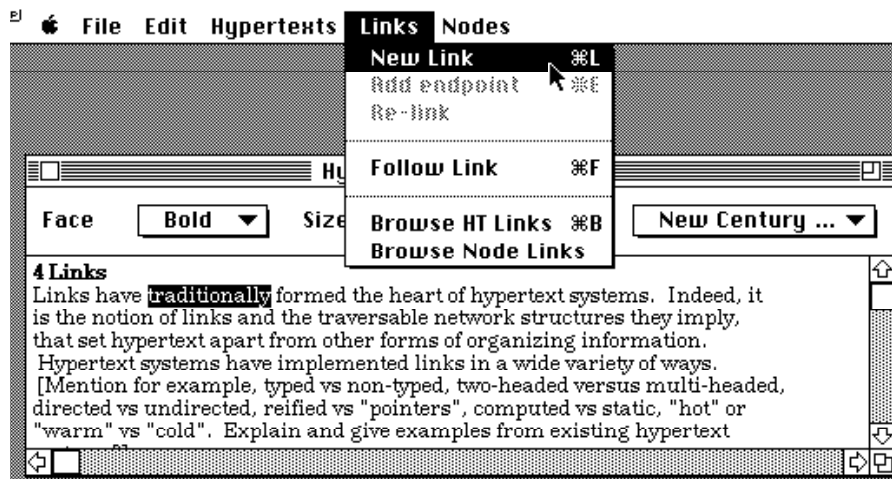 File Edit Hypertexts Links Nodes
New Link ⌘L
Add endpoint ⌘E
Re-link
Follow Link ⌘F
Browse HT Links ⌘B
Browse Node Links
Face Bold Size New Century ...
4 Links
Links have traditionally formed the heart of hypertext systems. Indeed, it
is the notion of links and the traversable network structures they imply,
that set hypertext apart from other forms of organizing information.
Hypertext systems have implemented links in a wide variety of ways.
[Mention for example, typed vs non-typed, two-headed versus multi-headed,
directed vs undirected, reified vs "pointers", computed vs static, "hot" or
"warm" vs "cold". Explain and give examples from existing hypertext